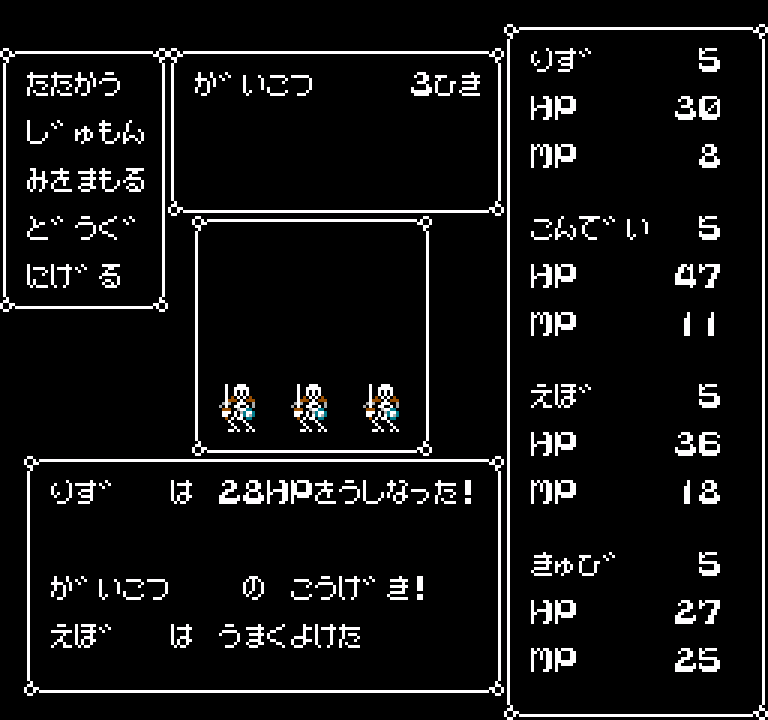 たたかう
じゅもん
みきまもる
どうぐ
にげる
がいこつ 3ひき
りず は 28HPをうしなった!
がいこつ の こうげき!
えぼ は うまくよけた
りず 5
HP 30
MP 8
こんでい 5
HP 47
MP 11
えぼ 5
HP 36
MP 18
きゅび 5
HP 27
MP 25